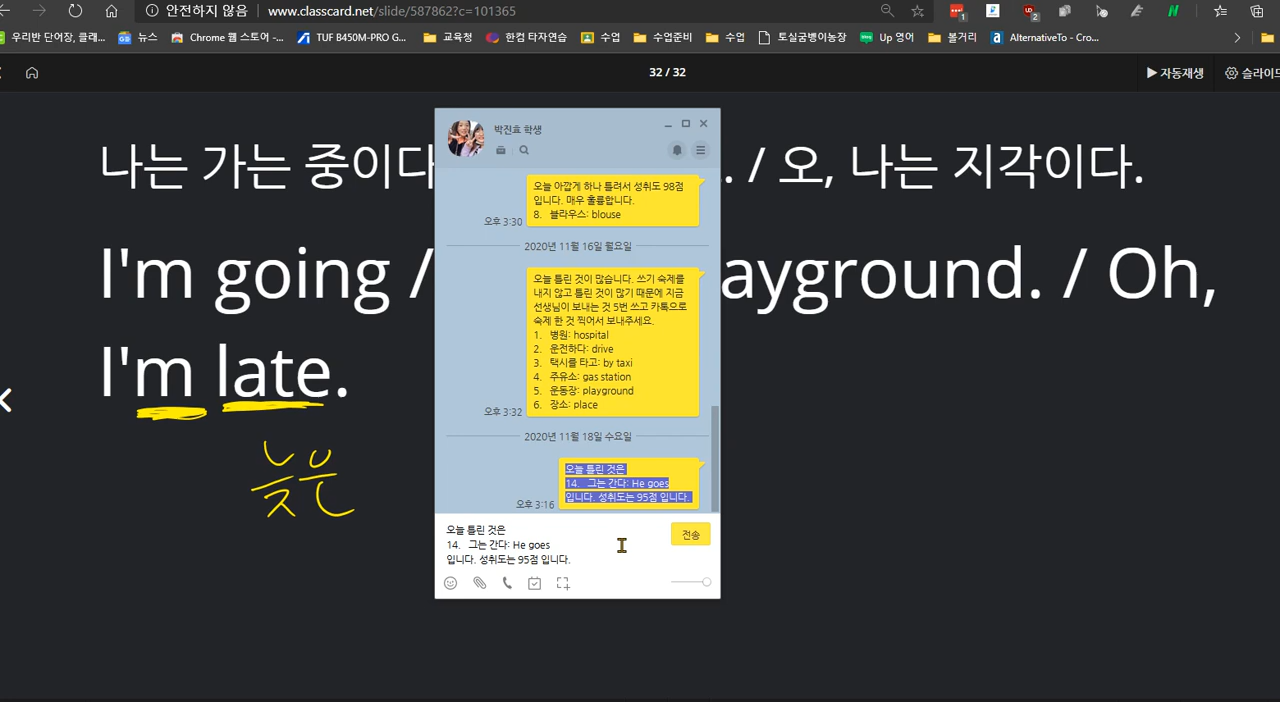 안전하지 않음 www.classcard.net/slide/587862?c=101365
우리반 단어장, 클래... 뉴스 Chrome 웹 스토어 -... TUF B450M-PRO G... 교육청 한컴 타자연습 수업 수업준비 수업 토실굼벵이농장 Up 영어 볼거리 AlternativeTo - Cro...
32 / 32
자동재생
슬라이드
나는 가는 중이다
. / 오, 나는 지각이다.
I'm going /
ayground. / Oh,
I'm late.
늦은
박진효 학생
오늘 아깝게 하나 틀려서 성취도 98점
입니다. 매우 훌륭합니다.
8. 블라우스: blouse
오후 3:30
2020년 11월 16일 월요일
오늘 틀린 것이 많습니다. 쓰기 숙제를
내지 않고 틀린 것이 많기 때문에 지금
선생님이 보내는 것 5번 쓰고 카톡으로
숙제 한 것 찍어서 보내주세요.
1. 병원: hospital
2. 운전하다: drive
3. 택시를 타고: by taxi
4. 주유소: gas station
5. 운동장: playground
6. 장소: place
오후 3:32
2020년 11월 18일 수요일
오늘 틀린 것은
14. 그는 간다: He goes
입니다. 성취도는 95점 입니다.
오후 3:16
오늘 틀린 것은
14. 그는 간다: He goes
입니다. 성취도는 95점 입니다.
전송